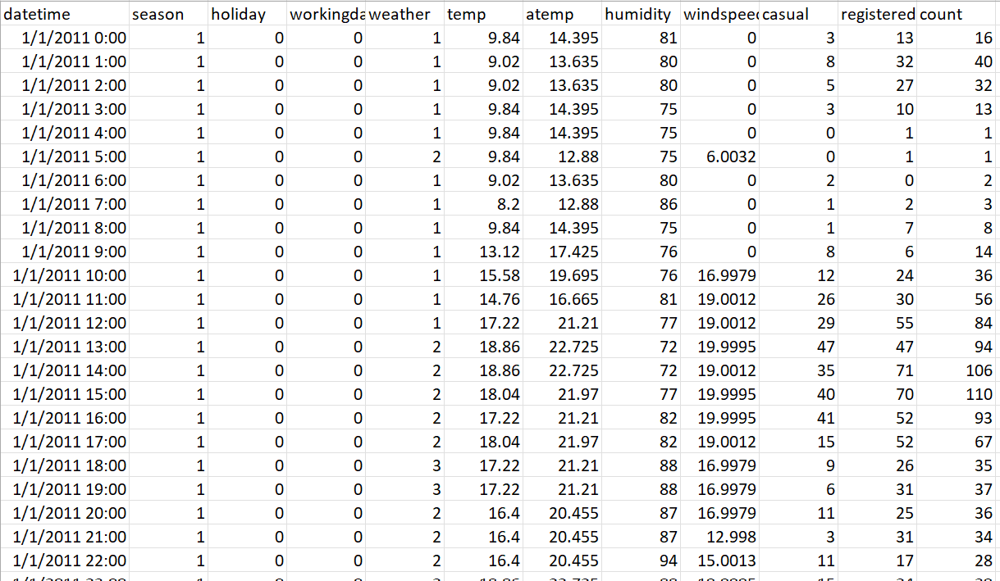 datetime season holiday workingda weather temp atemp humidity windspeed casual registered count
1/1/2011 0:00 1 0 0 1 9.84 14.395 81 0 3 13 16
1/1/2011 1:00 1 0 0 1 9.02 13.635 80 0 8 32 40
1/1/2011 2:00 1 0 0 1 9.02 13.635 80 0 5 27 32
1/1/2011 3:00 1 0 0 1 9.84 14.395 75 0 3 10 13
1/1/2011 4:00 1 0 0 1 9.84 14.395 75 0 0 1 1
1/1/2011 5:00 1 0 0 2 9.84 12.88 75 6.0032 0 1 1
1/1/2011 6:00 1 0 0 1 9.02 13.635 80 0 2 0 2
1/1/2011 7:00 1 0 0 1 8.2 12.88 86 0 1 2 3
1/1/2011 8:00 1 0 0 1 9.84 14.395 75 0 1 7 8
1/1/2011 9:00 1 0 0 1 13.12 17.425 76 0 8 6 14
1/1/2011 10:00 1 0 0 1 15.58 19.695 76 16.9979 12 24 36
1/1/2011 11:00 1 0 0 1 14.76 16.665 81 19.0012 26 30 56
1/1/2011 12:00 1 0 0 1 17.22 21.21 77 19.0012 29 55 84
1/1/2011 13:00 1 0 0 2 18.86 22.725 72 19.9995 47 47 94
1/1/2011 14:00 1 0 0 2 18.86 22.725 72 19.0012 35 71 106
1/1/2011 15:00 1 0 0 2 18.04 21.97 77 19.9995 40 70 110
1/1/2011 16:00 1 0 0 2 17.22 21.21 82 19.9995 41 52 93
1/1/2011 17:00 1 0 0 2 18.04 21.97 82 19.0012 15 52 67
1/1/2011 18:00 1 0 0 3 17.22 21.21 88 16.9979 9 26 35
1/1/2011 19:00 1 0 0 3 17.22 21.21 88 16.9979 6 31 37
1/1/2011 20:00 1 0 0 2 16.4 20.455 87 16.9979 11 25 36
1/1/2011 21:00 1 0 0 2 16.4 20.455 87 12.998 3 31 34
1/1/2011 22:00 1 0 0 2 16.4 20.455 94 15.0013 11 17 28